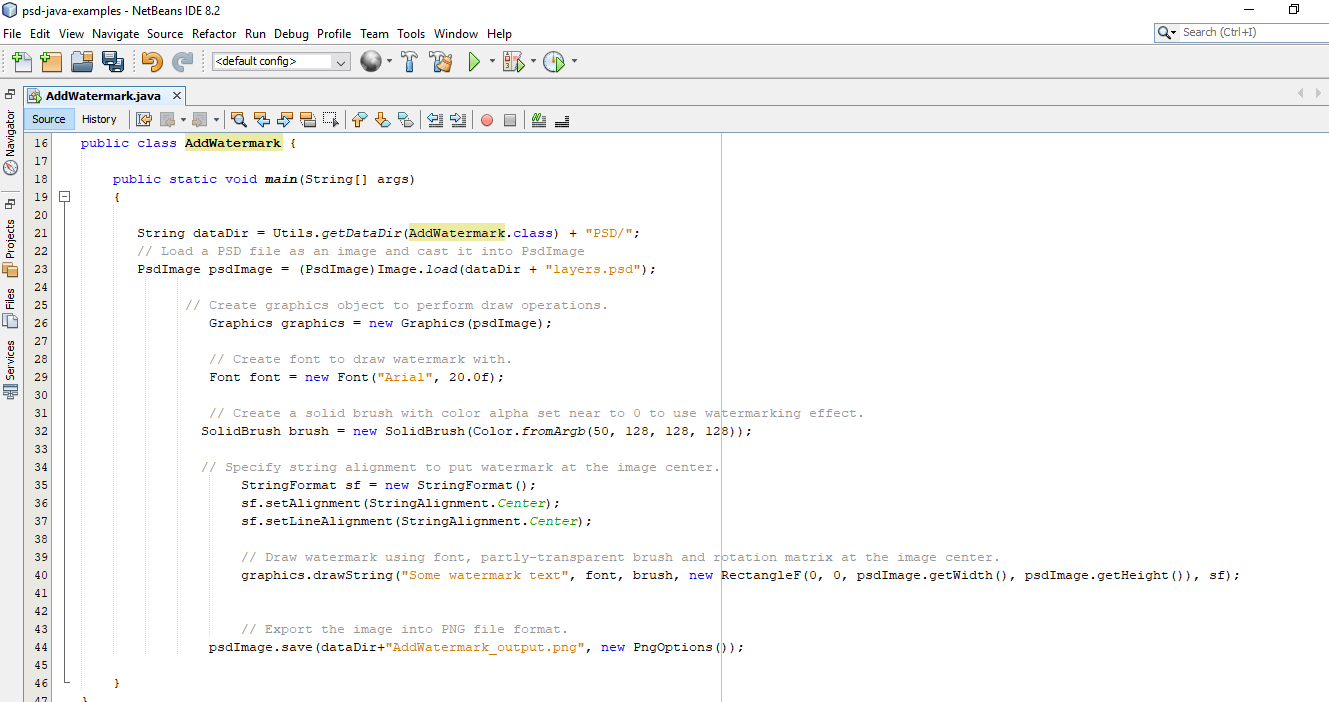 psd-java-examples - NetBeans IDE 8.2
File Edit View Navigate Source Refactor Run Debug Profile Team Tools Window Help
Search (Ctrl+I)
<default config>
AddWatermark.java
Source History
Navigator
Projects
Files
Services
16 public class AddWatermark {
17
18 public static void main(String[] args)
19 {
20
21 String dataDir = Utils.getDataDir(AddWatermark.class) + "PSD/";
22 // Load a PSD file as an image and cast it into PsdImage
23 PsdImage psdImage = (PsdImage)Image.load(dataDir + "layers.psd");
24
25 // Create graphics object to perform draw operations.
26 Graphics graphics = new Graphics(psdImage);
27
28 // Create font to draw watermark with.
29 Font font = new Font("Arial", 20.0f);
30
31 // Create a solid brush with color alpha set near to 0 to use watermarking effect.
32 SolidBrush brush = new SolidBrush(Color.fromArgb(50, 128, 128, 128));
33
34 // Specify string alignment to put watermark at the image center.
35 StringFormat sf = new StringFormat();
36 sf.setAlignment(StringAlignment.Center);
37 sf.setLineAlignment(StringAlignment.Center);
38
39 // Draw watermark using font, partly-transparent brush and rotation matrix at the image center.
40 graphics.drawString("Some watermark text", font, brush, new RectangleF(0, 0, psdImage.getWidth(), psdImage.getHeight()), sf);
41
42
43 // Export the image into PNG file format.
44 psdImage.save(dataDir+"AddWatermark_output.png", new PngOptions());
45
46 }
47 }